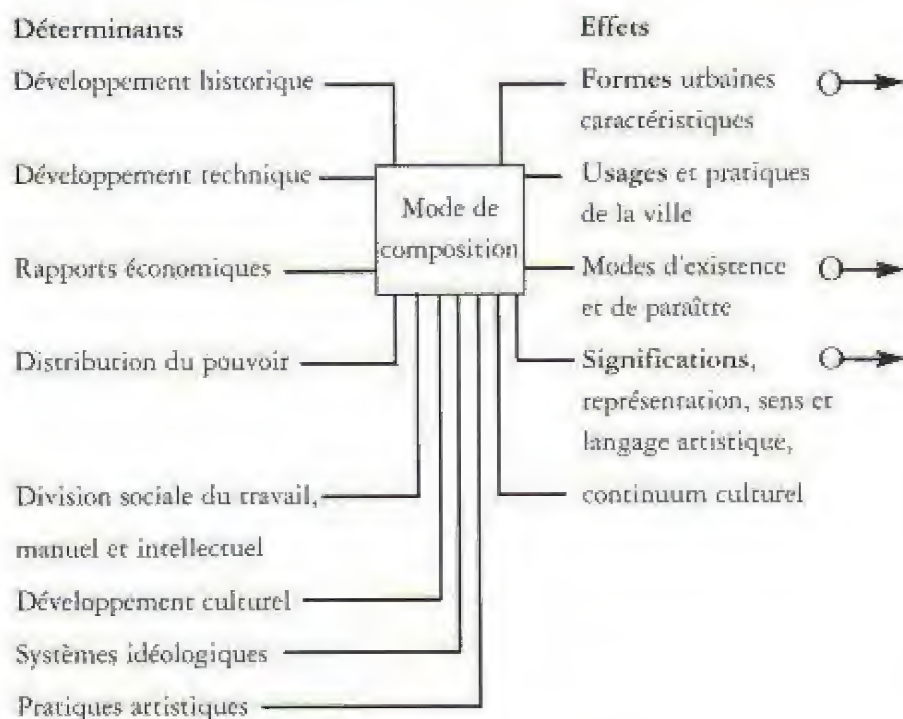 Déterminants
Développement historique
Développement technique
Rapports économiques
Distribution du pouvoir
Division sociale du travail,
manuel et intellectuel
Développement culturel
Systèmes idéologiques
Pratiques artistiques
Mode de
composition
Effets
Formes urbaines
caractéristiques
Usages et pratiques
de la ville
Modes d'existence
et de paraître
Significations,
représentation, sens et
langage artistique,
continuum culturel